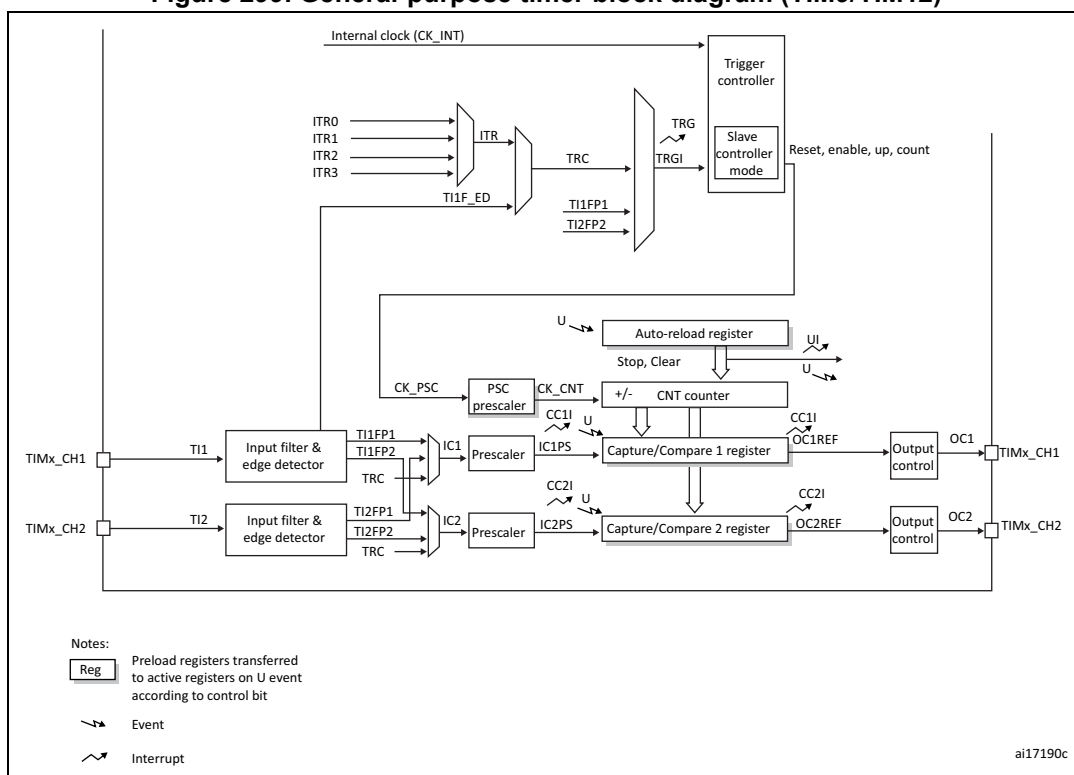 Figure
General-purpose timer block diagram
Internal clock (CK_INT)
Trigger
controller
ITR0
ITR1
ITR2
ITR3
ITR
TRC
TRG
TRGI
Slave
controller
mode
Reset, enable, up, count
TI1F_ED
TI1FP1
TI2FP2
U
Auto-reload register
Stop, Clear
UI
U
CK_PSC
PSC
prescaler
CK_CNT
+/-
CNT counter
TIMx_CH1
TI1
Input filter &
edge detector
TI1FP1
TI1FP2
TRC
IC1
Prescaler
IC1PS
CC1I
U
Capture/Compare 1 register
CC1I
OC1REF
Output
control
OC1
TIMx_CH1
TIMx_CH2
TI2
Input filter &
edge detector
TI2FP1
TI2FP2
TRC
IC2
Prescaler
IC2PS
CC2I
U
Capture/Compare 2 register
CC2I
OC2REF
Output
control
OC2
TIMx_CH2
Notes:
Reg
Preload registers transferred
to active registers on U event
according to control bit
Event
Interrupt
ai17190c